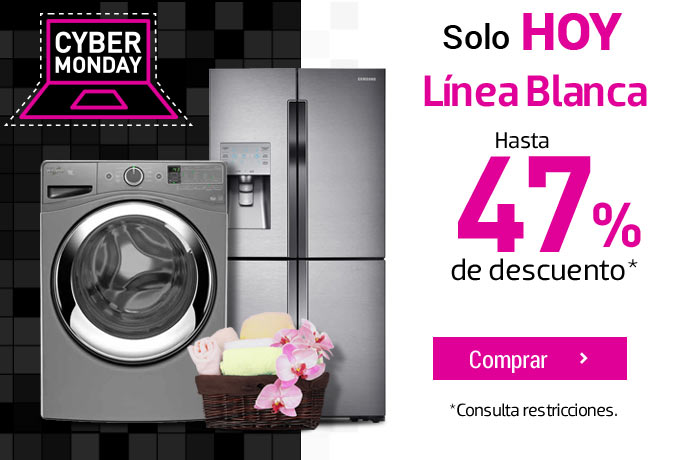 CYBER
MONDAY
SAMSUNG
Solo HOY
Línea Blanca
Hasta
47%
de descuento*
Comprar >
*Consulta restricciones.